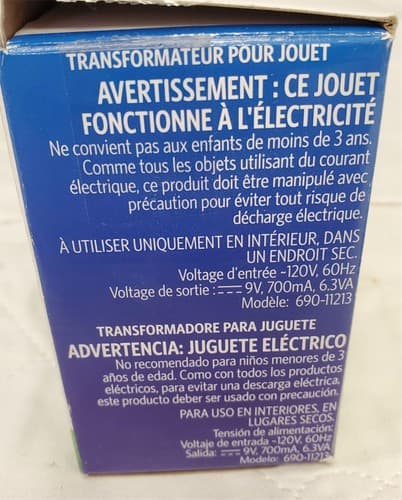 TRANSFORMATEUR POUR JOUET
AVERTISSEMENT : CE JOUET
FONCTIONNE À L'ÉLECTRICITÉ
Ne convient pas aux enfants de moins de 3 ans.
Comme tous les objets utilisant du courant
électrique, ce produit doit être manipulé avec
précaution pour éviter tout risque de
décharge électrique.
À UTILISER UNIQUEMENT EN INTÉRIEUR, DANS
UN ENDROIT SEC.
Voltage d'entrée ~120V, 60Hz
Voltage de sortie : ⎓ 9V, 700mA, 6.3VA
Modèle: 690-11213
TRANSFORMADORE PARA JUGUETE
ADVERTENCIA: JUGUETE ELÉCTRICO
No recomendado para niños menores de 3
años de edad. Como con todos los productos
eléctricos, para evitar una descarga eléctrica,
este producto deber ser usado con precaución.
PARA USO EN INTERIORES, EN
LUGARES SECOS.
Tensión de alimentación:
Voltaje de entrada ~120V, 60Hz
Salida: ⎓ 9V, 700mA, 6.3VA
Modelo: 690-11213